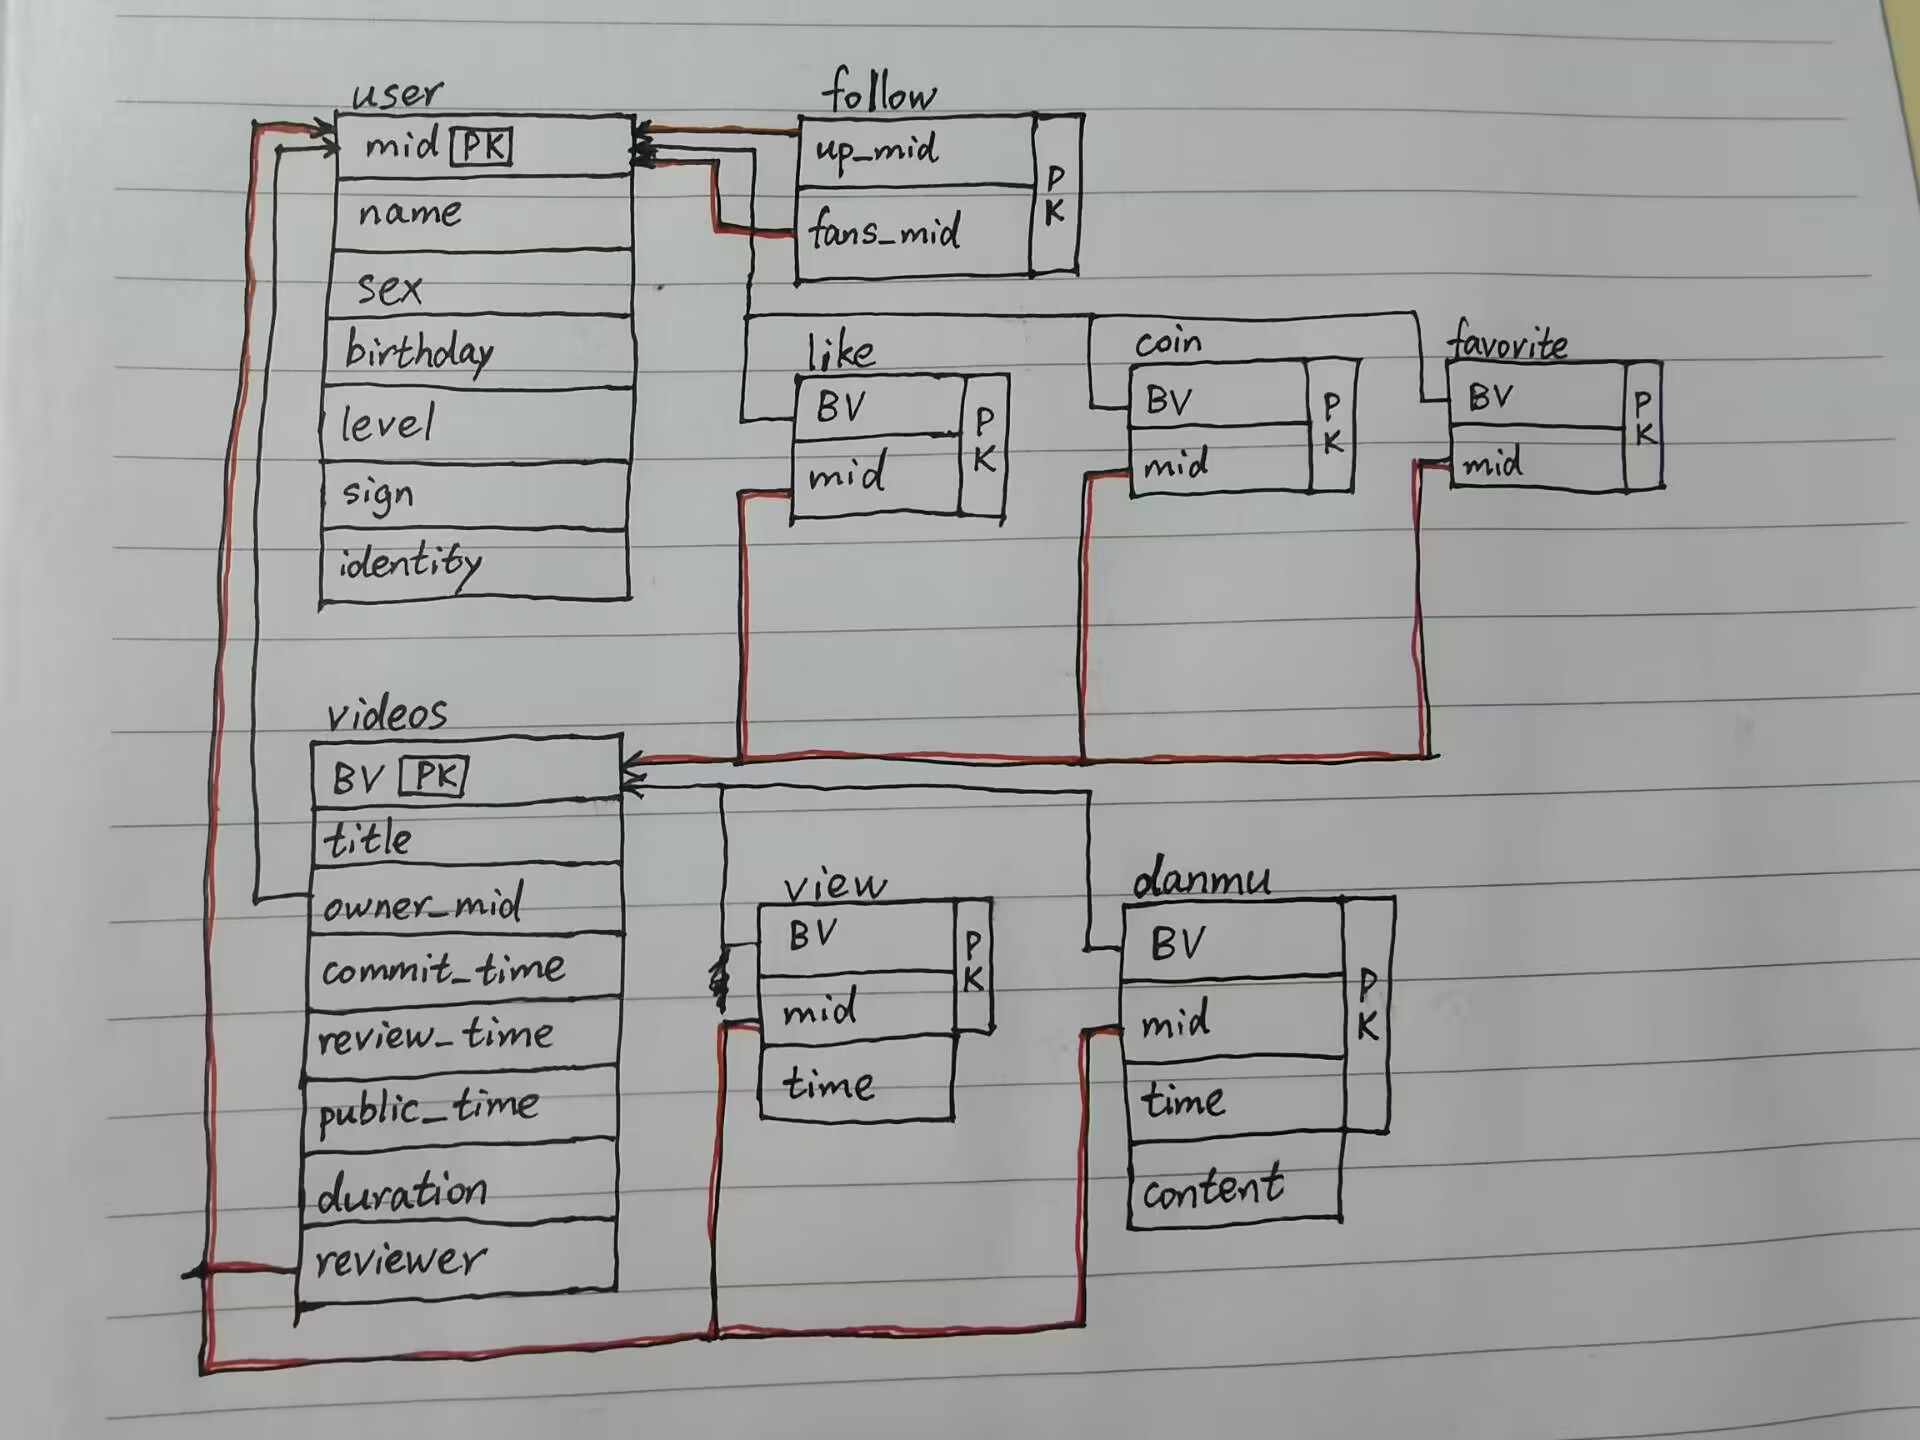 user
mid PK
name
sex
birthday
level
sign
identity
follow
up_mid
fans_mid
PK
like
BV
mid
PK
coin
BV
mid
PK
favorite
BV
mid
PK
videos
BV PK
title
owner_mid
commit_time
review_time
public_time
duration
reviewer
view
BV
mid
time
PK
danmu
BV
mid
time
content
PK